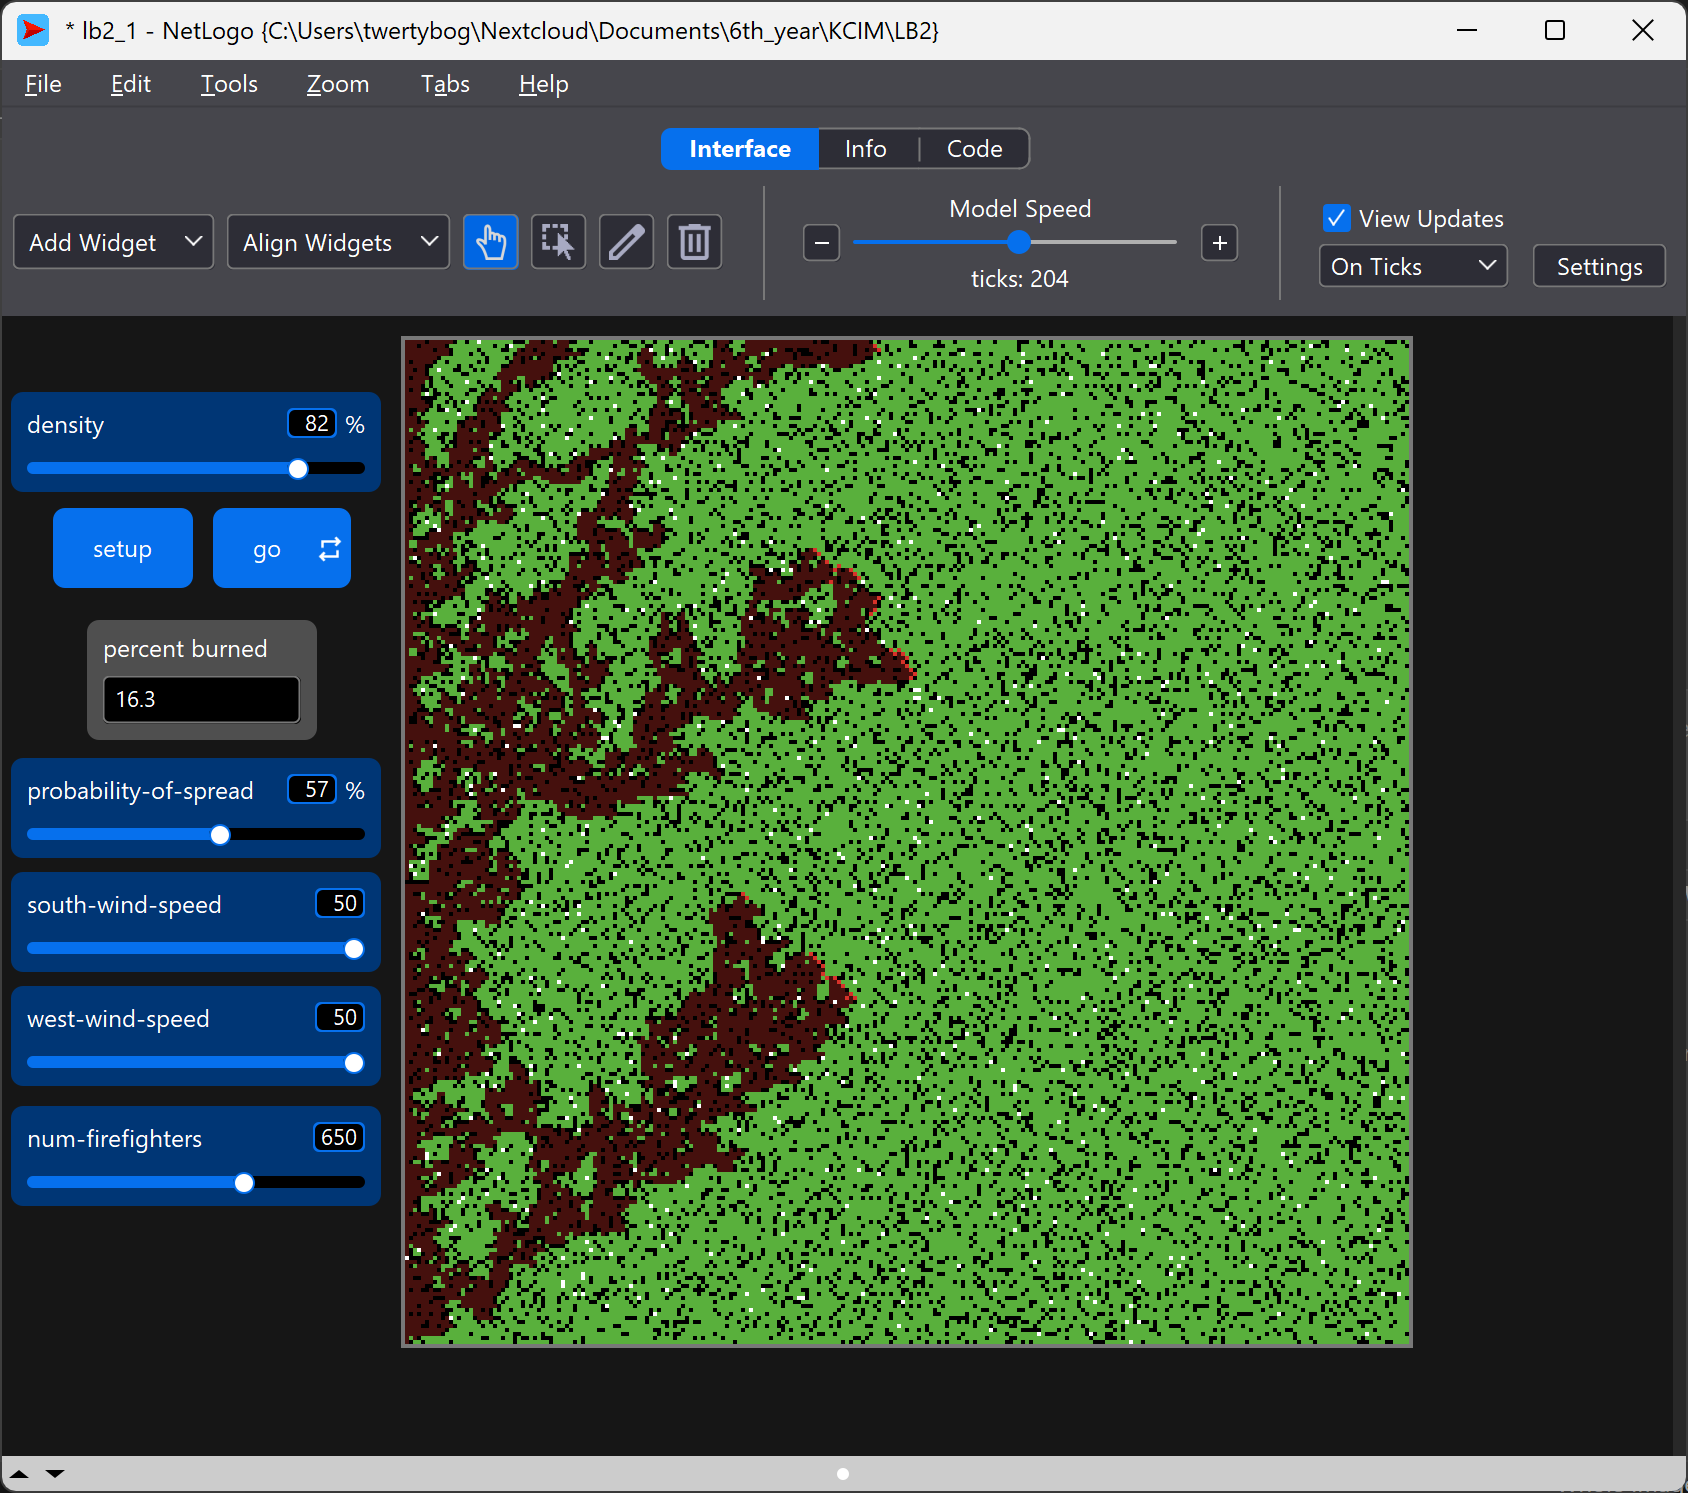 * lb2_1 - NetLogo {C:\Users\twertybog\Nextcloud\Documents\6th_year\KCIM\LB2}
File Edit Tools Zoom Tabs Help
Interface Info Code
Add Widget Align Widgets
Model Speed
ticks: 204
View Updates
On Ticks Settings
density 82 %
setup go
percent burned
16.3
probability-of-spread 57 %
south-wind-speed 50
west-wind-speed 50
num-firefighters 650